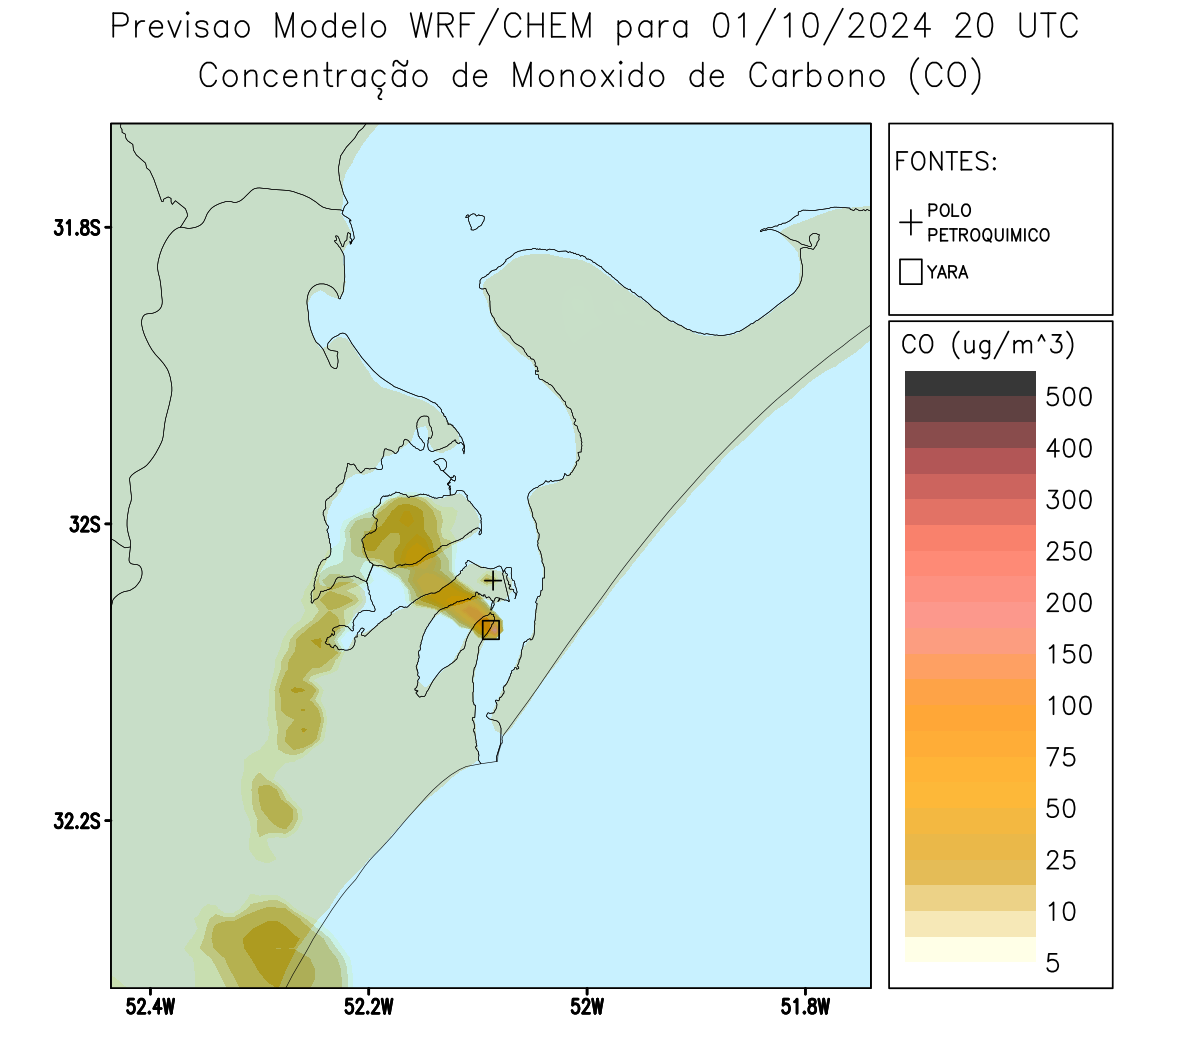 Previsao Modelo WRF/CHEM para 01/10/2024 20 UTC
Concentração de Monoxido de Carbono (CO)
FONTES:
POLO
PETROQUIMICO
YARA
CO (ug/m^3)
500
400
300
250
200
150
100
75
50
25
10
5
31.8S
32S
32.2S
52.4W
52.2W
52W
51.8W